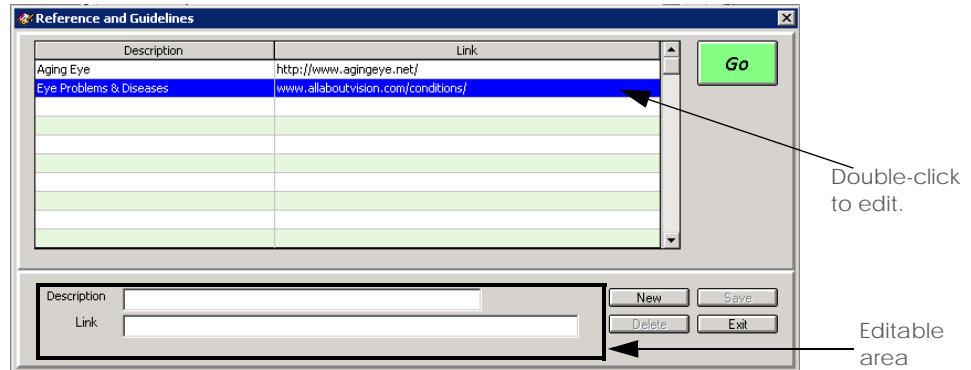 Reference and Guidelines
Description Link
Aging Eye http://www.agingeye.net/
Eye Problems & Diseases www.allaboutvision.com/conditions/
Go
Double-click
to edit.
Description
Link
New Save
Delete Exit
Editable
area